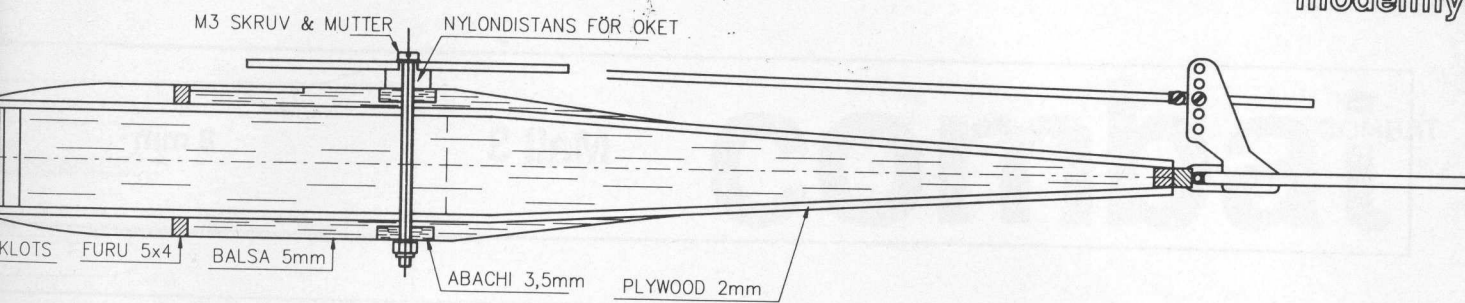 M3 SKRUV & MUTTER
NYLONDISTANS FÖR OKET
KLOTS
FURU 5x4
BALSA 5mm
ABACHI 3,5mm
PLYWOOD 2mm